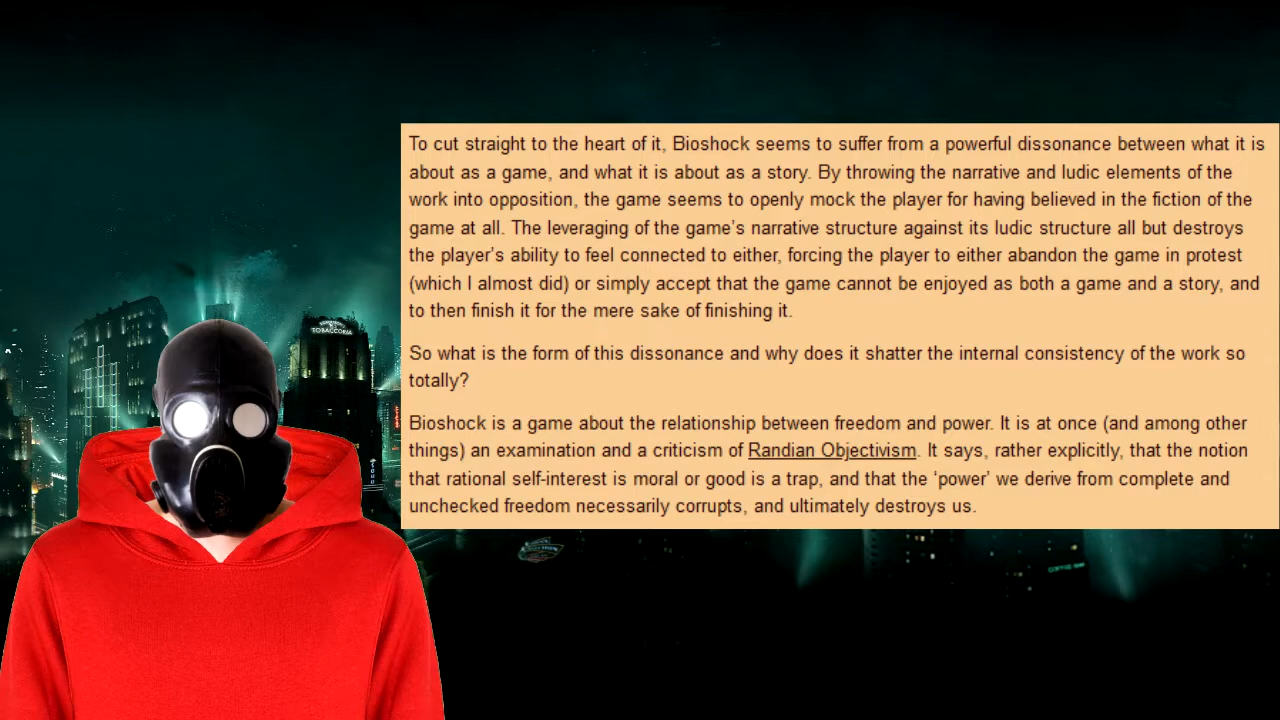 To cut straight to the heart of it, Bioshock seems to suffer from a powerful dissonance between what it is
about as a game, and what it is about as a story. By throwing the narrative and ludic elements of the
work into opposition, the game seems to openly mock the player for having believed in the fiction of the
game at all. The leveraging of the game's narrative structure against its ludic structure all but destroys
the player's ability to feel connected to either, forcing the player to either abandon the game in protest
(which I almost did) or simply accept that the game cannot be enjoyed as both a game and a story, and
to then finish it for the mere sake of finishing it.
So what is the form of this dissonance and why does it shatter the internal consistency of the work so
totally?
Bioshock is a game about the relationship between freedom and power. It is at once (and among other
things) an examination and a criticism of Randian Objectivism. It says, rather explicitly, that the notion
that rational self-interest is moral or good is a trap, and that the ‘power’ we derive from complete and
unchecked freedom necessarily corrupts, and ultimately destroys us.
TOBACCORIA